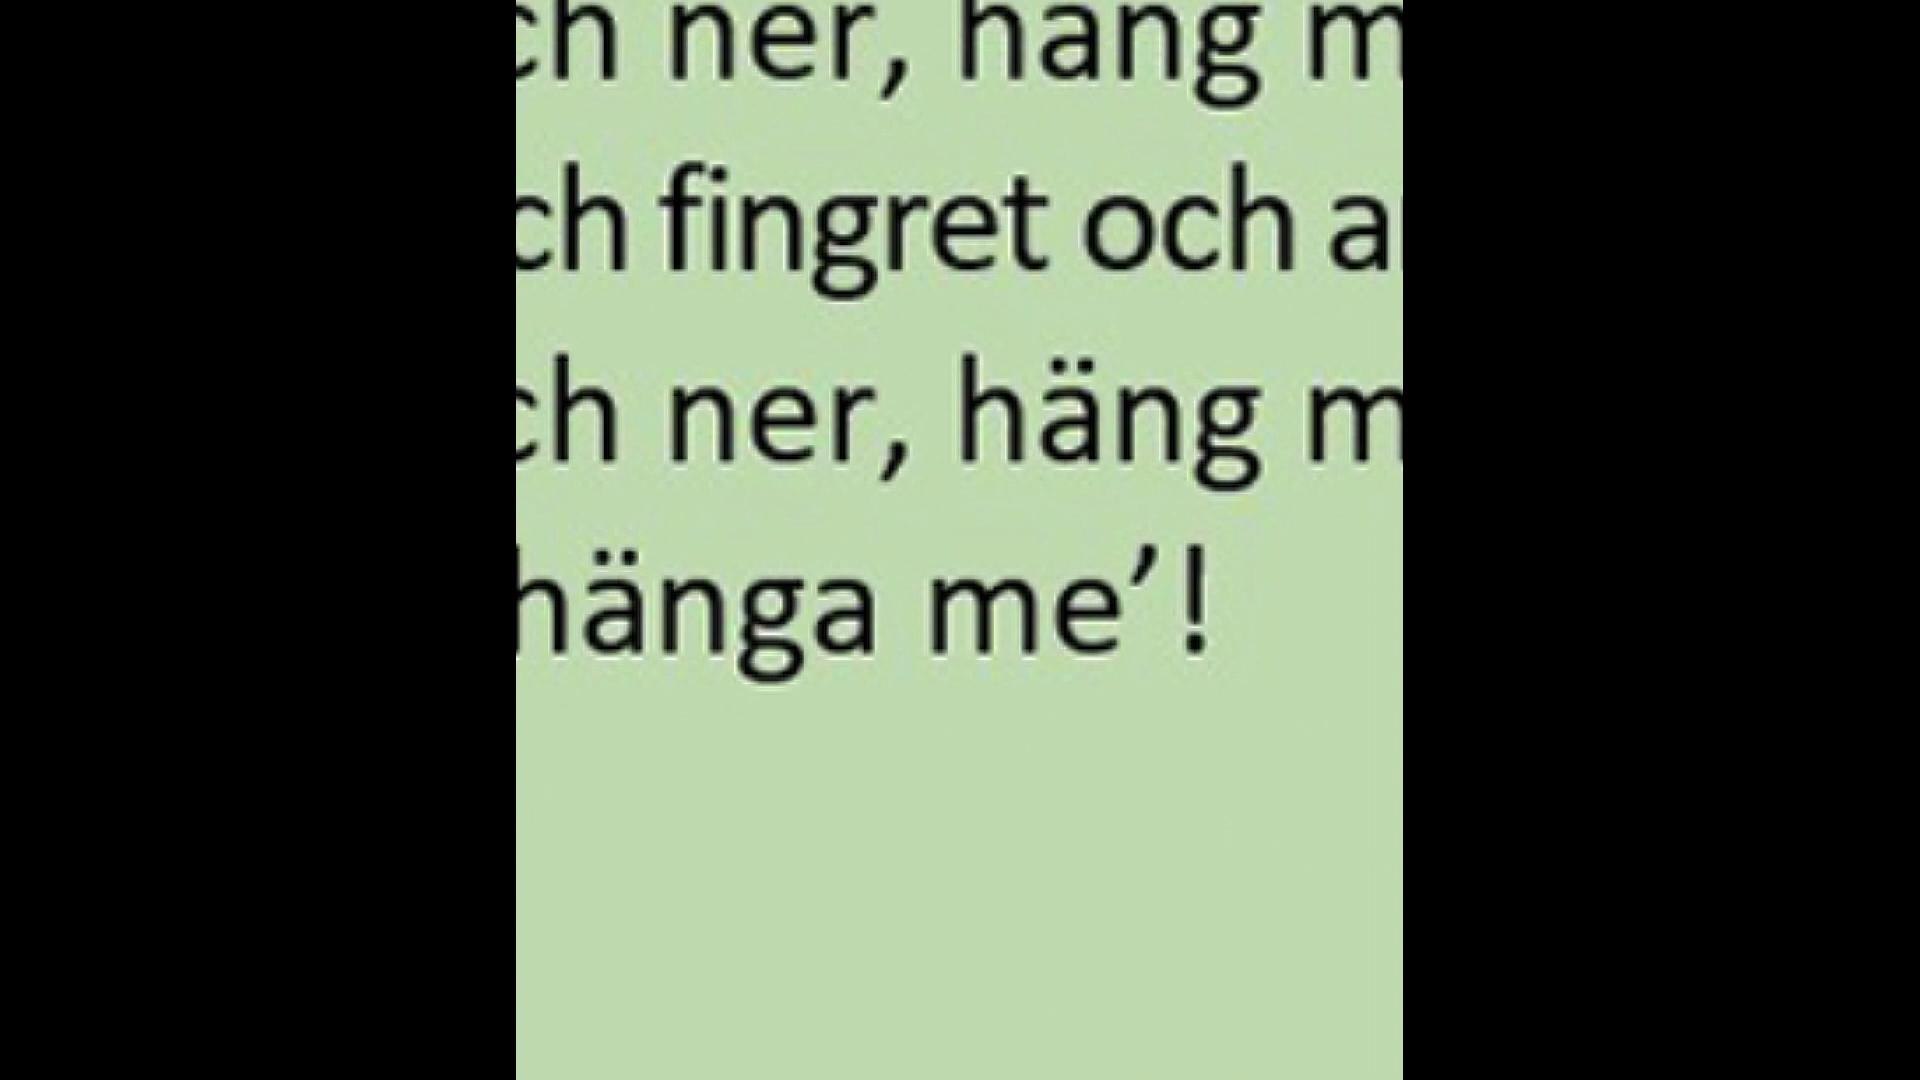 ch ner, häng m
ch fingret och a
ch ner, häng m
hänga me’!